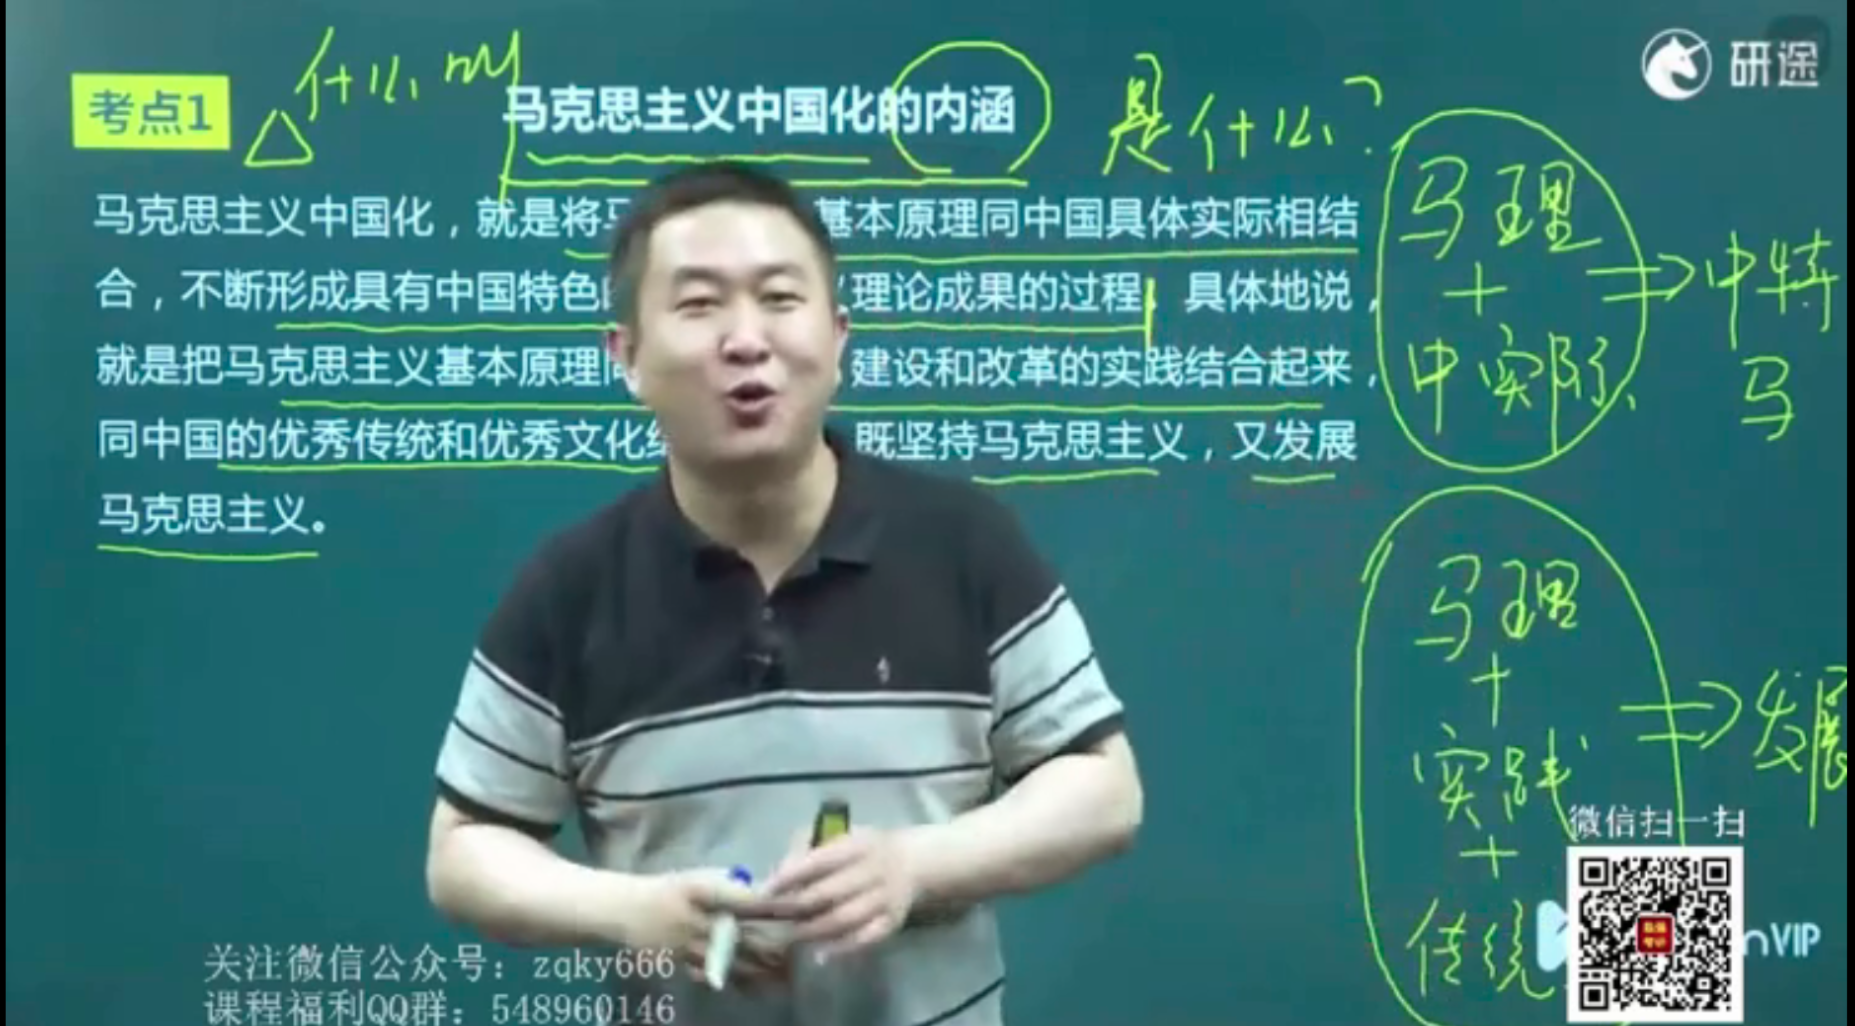 考点1
什么叫
马克思主义中国化的内涵
是什么?
研途
马克思主义中国化，就是将马 基本原理同中国具体实际相结
合，不断形成具有中国特色 理论成果的过程。具体地说，
就是把马克思主义基本原理同 建设和改革的实践结合起来，
同中国的优秀传统和优秀文化结 既坚持马克思主义，又发展
马克思主义。
马理
+
中实际
中特
马
马理
+
实践
+
传统
发展
微信扫一扫
VIP
关注微信公众号：zqky666
课程福利QQ群：548960146